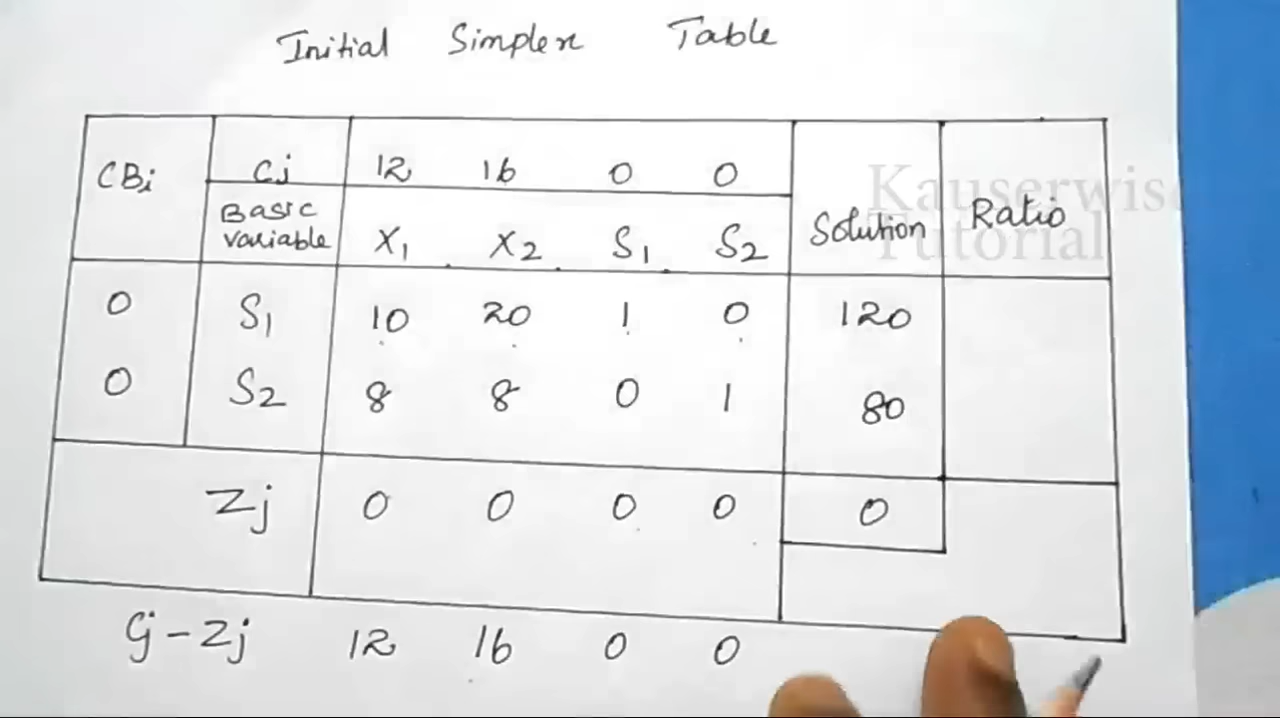 Initial Simplex Table
CBi Cj 12 16 0 0 Solution Ratio
Basic variable X1 X2 S1 S2
0 S1 10 20 1 0 120
0 S2 8 8 0 1 80
Zj 0 0 0 0 0
Cj - Zj 12 16 0 0
Kauserwise
Tutorial